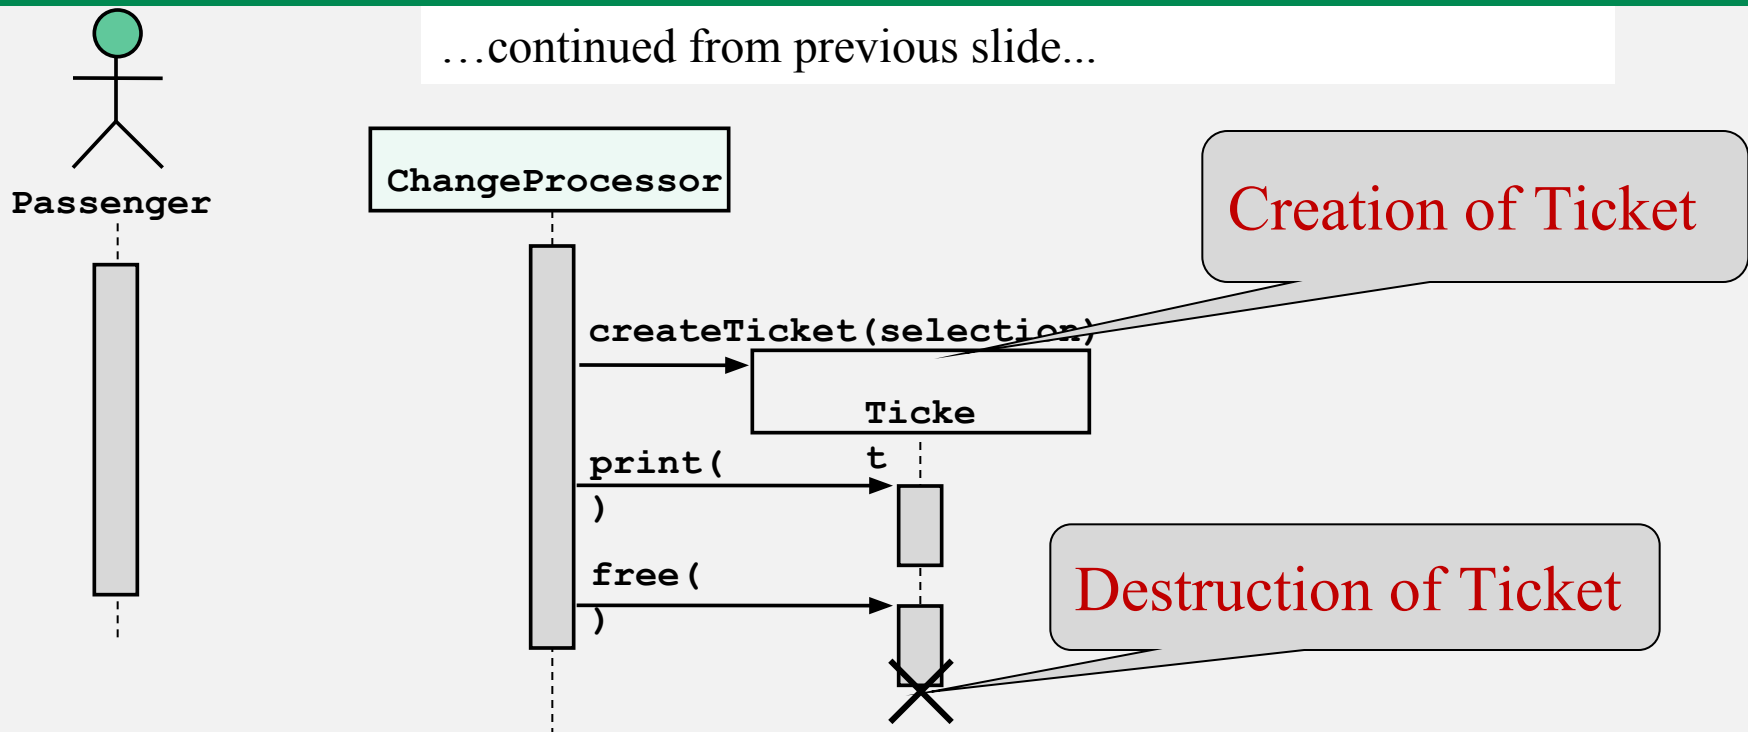 …continued from previous slide...
Passenger
ChangeProcessor
Creation of Ticket
createTicket(selection)
Ticke
t
print(
)
free(
)
Destruction of Ticket